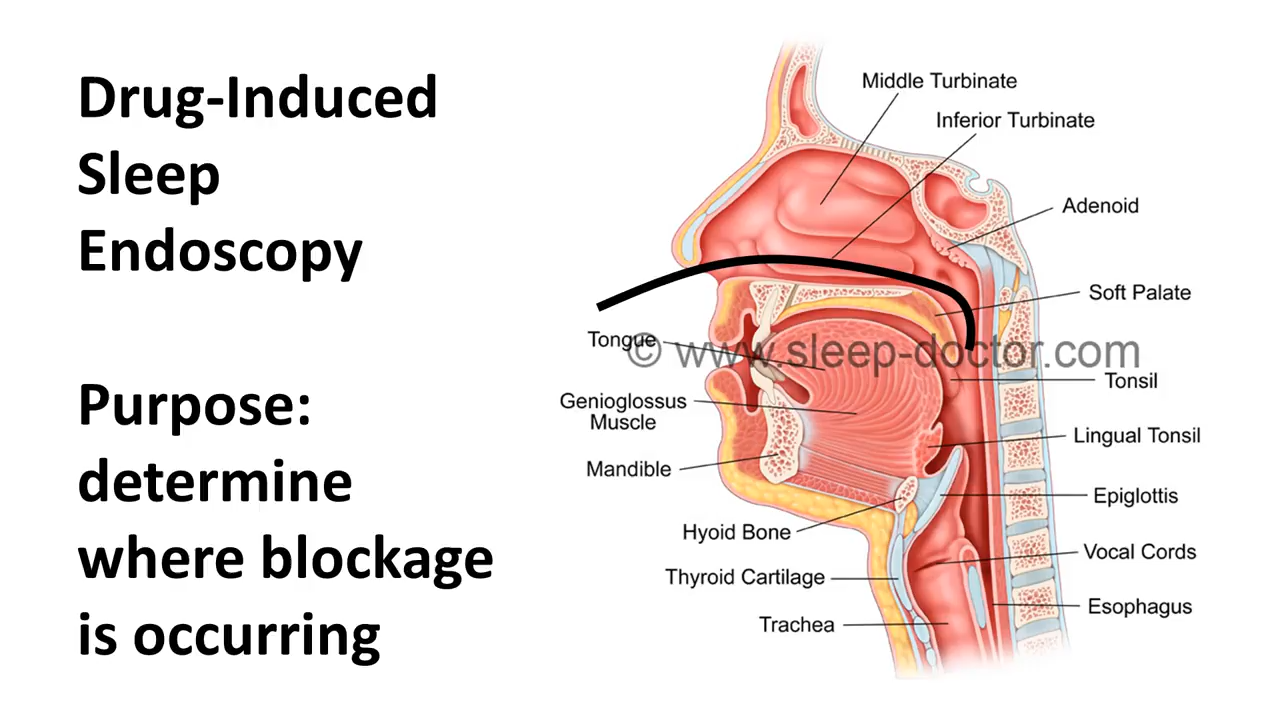 Drug-Induced
Sleep
Endoscopy
Purpose:
determine
where blockage
is occurring
Middle Turbinate
Inferior Turbinate
Adenoid
Soft Palate
Tongue
© www.sleep-doctor.com
Tonsil
Genioglossus
Muscle
Lingual Tonsil
Mandible
Epiglottis
Hyoid Bone
Vocal Cords
Thyroid Cartilage
Esophagus
Trachea